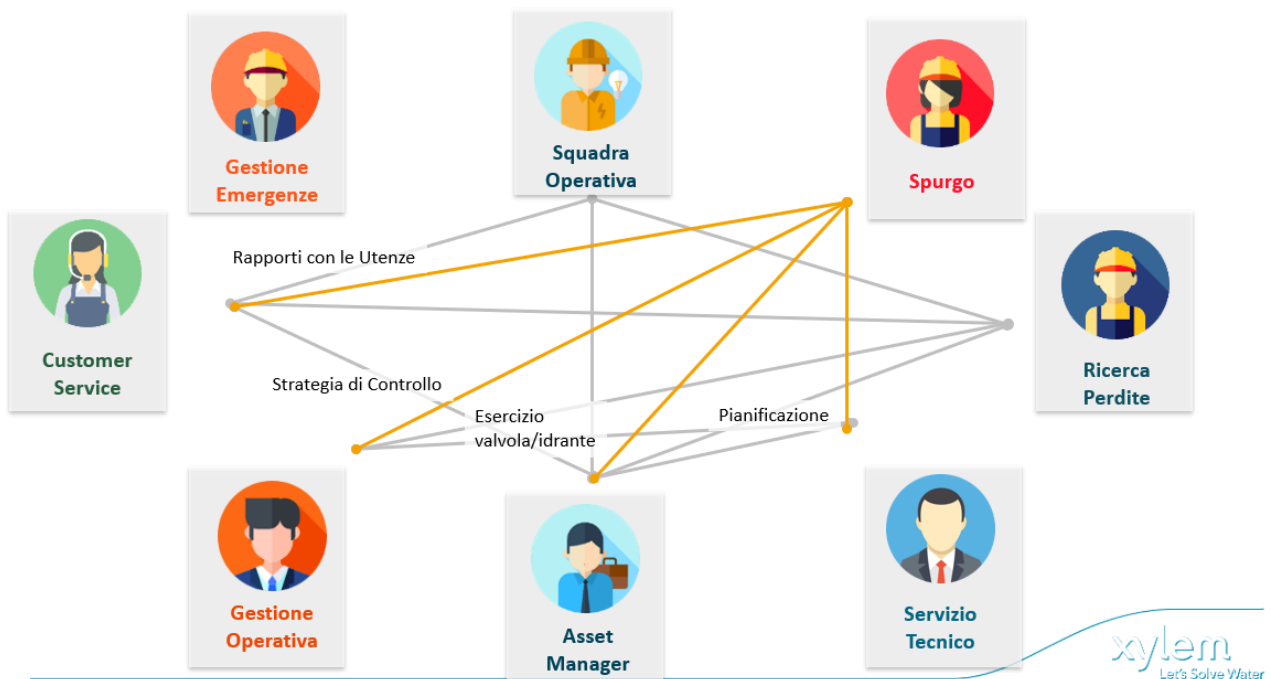 Gestione
Emergenze
Squadra
Operativa
Spurgo
Customer
Service
Ricerca
Perdite
Rapporti con le Utenze
Strategia di Controllo
Esercizio
valvola/idrante
Pianificazione
Gestione
Operativa
Asset
Manager
Servizio
Tecnico
xylem
Let's Solve Water